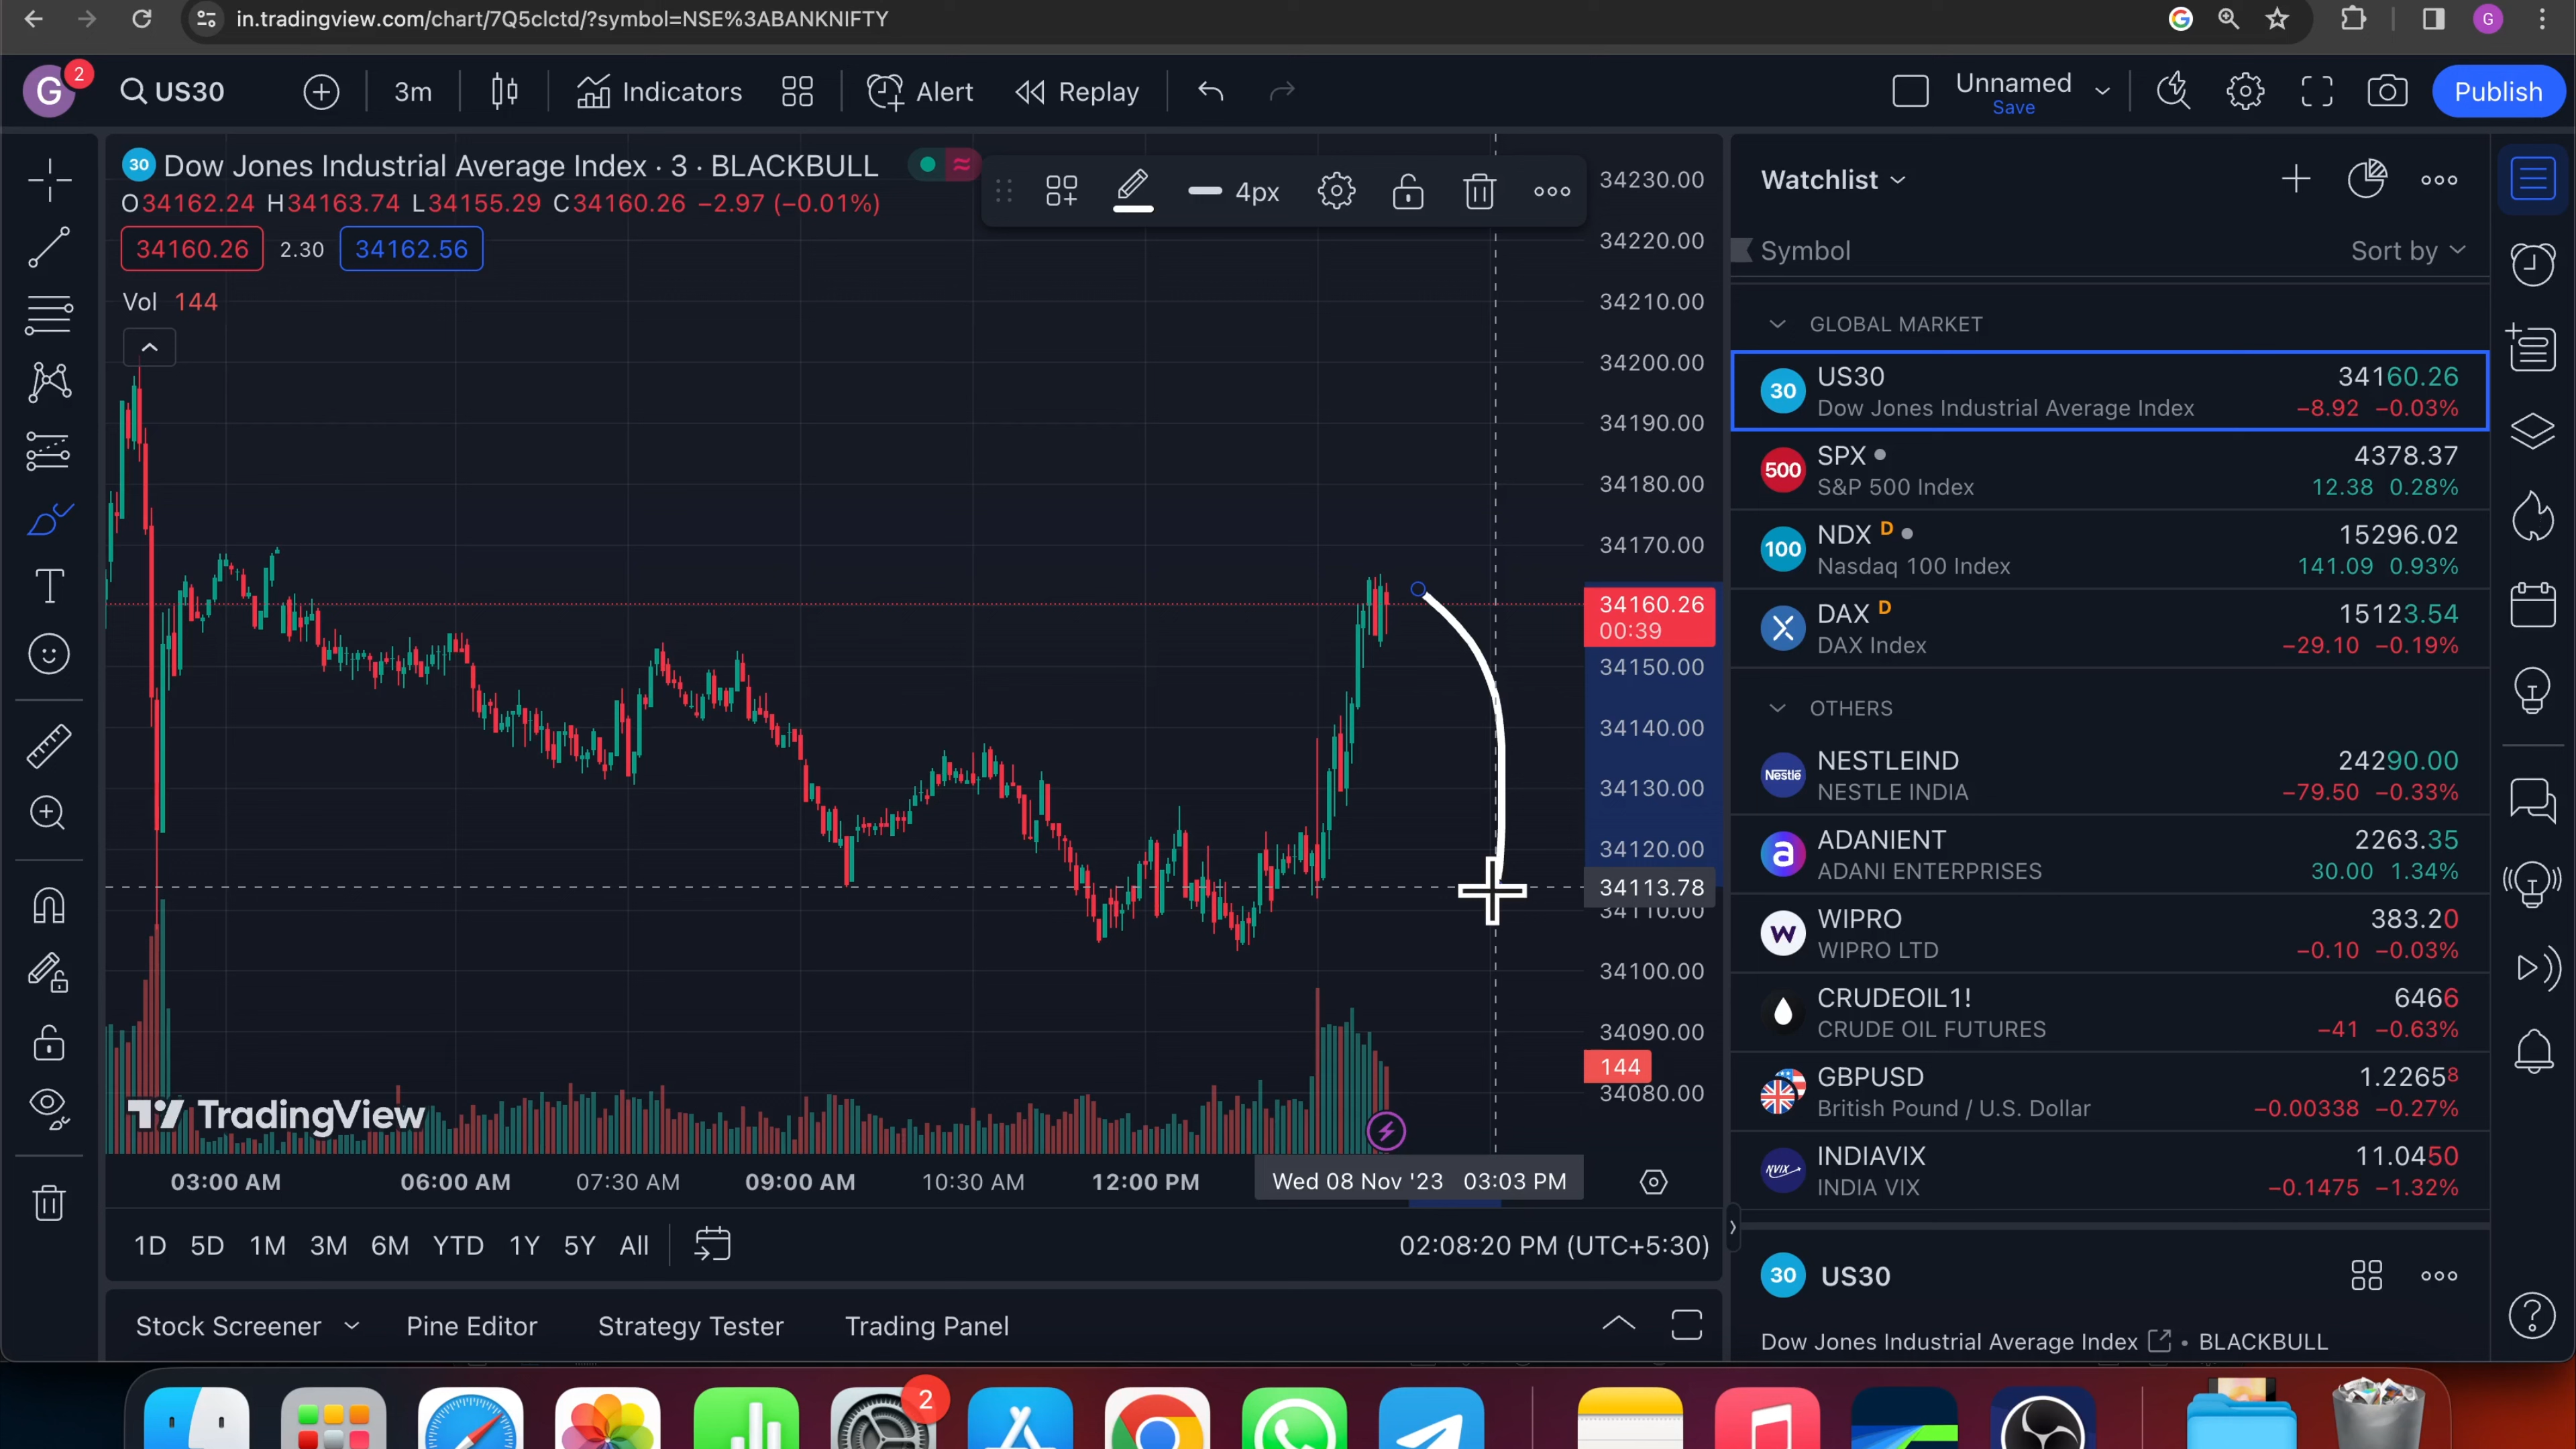 in.tradingview.com/chart/7Q5clctd/?symbol=NSE%3ABANKNIFTY
G
G
2
US30
3m
Indicators
Alert
Replay
Unnamed
Save
Publish
30 Dow Jones Industrial Average Index · 3 · BLACKBULL
O34162.24 H34163.74 L34155.29 C34160.26 −2.97 (−0.01%)
34160.26 2.30 34162.56
Vol 144
4px
34230.00
34220.00
34210.00
34200.00
34190.00
34180.00
34170.00
34160.26
00:39
34150.00
34140.00
34130.00
34120.00
34113.78
34110.00
34100.00
34090.00
144
34080.00
TradingView
03:00 AM 06:00 AM 07:30 AM 09:00 AM 10:30 AM 12:00 PM Wed 08 Nov '23 03:03 PM
1D 5D 1M 3M 6M YTD 1Y 5Y All
02:08:20 PM (UTC+5:30)
Stock Screener Pine Editor Strategy Tester Trading Panel
Watchlist
Symbol Sort by
GLOBAL MARKET
30 US30 34160.26
Dow Jones Industrial Average Index −8.92 −0.03%
500 SPX 4378.37
S&P 500 Index 12.38 0.28%
100 NDX D 15296.02
Nasdaq 100 Index 141.09 0.93%
DAX D 15123.54
DAX Index −29.10 −0.19%
OTHERS
Nestlé NESTLEIND 24290.00
NESTLE INDIA −79.50 −0.33%
a ADANIENT 2263.35
ADANI ENTERPRISES 30.00 1.34%
W WIPRO 383.20
WIPRO LTD −0.10 −0.03%
CRUDEOIL1! 6466
CRUDE OIL FUTURES −41 −0.63%
GBPUSD 1.22658
British Pound / U.S. Dollar −0.00338 −0.27%
NVIX INDIAVIX 11.0450
INDIA VIX −0.1475 −1.32%
30 US30
Dow Jones Industrial Average Index • BLACKBULL
2